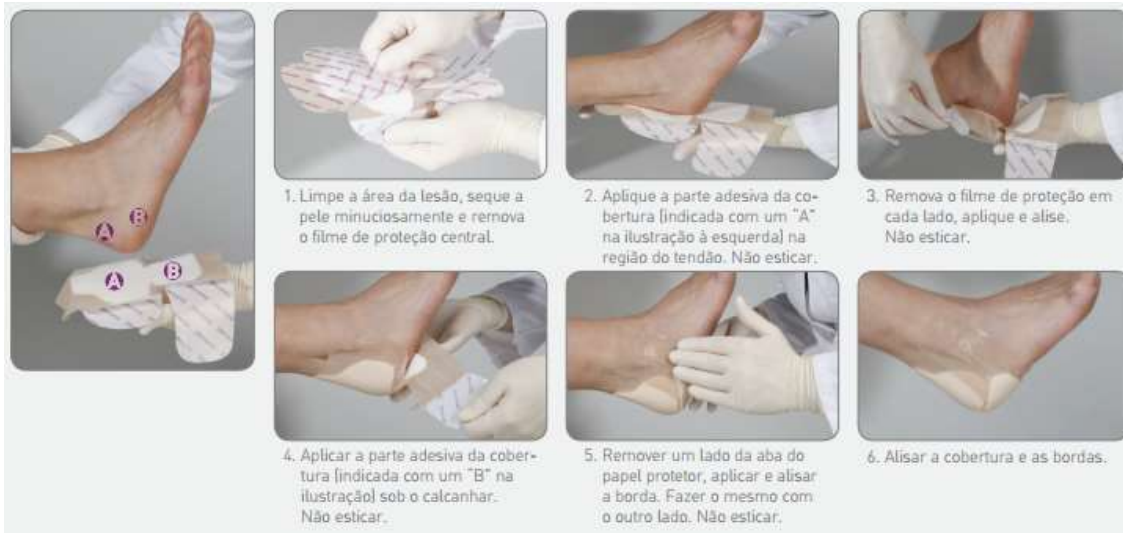 A
B
A
B
1. Limpe a área da lesão, seque a
pele minuciosamente e remova
o filme de proteção central.
2. Aplique a parte adesiva da co-
bertura (indicada com um "A"
na ilustração à esquerda) na
região do tendão. Não esticar.
3. Remova o filme de proteção em
cada lado, aplique e alise.
Não esticar.
4. Aplicar a parte adesiva da cober-
tura (indicada com um "B" na
ilustração) sob o calcanhar.
Não esticar.
5. Remover um lado da aba do
papel protetor, aplicar e alisar
a borda. Fazer o mesmo com
o outro lado. Não esticar.
6. Alisar a cobertura e as bordas.